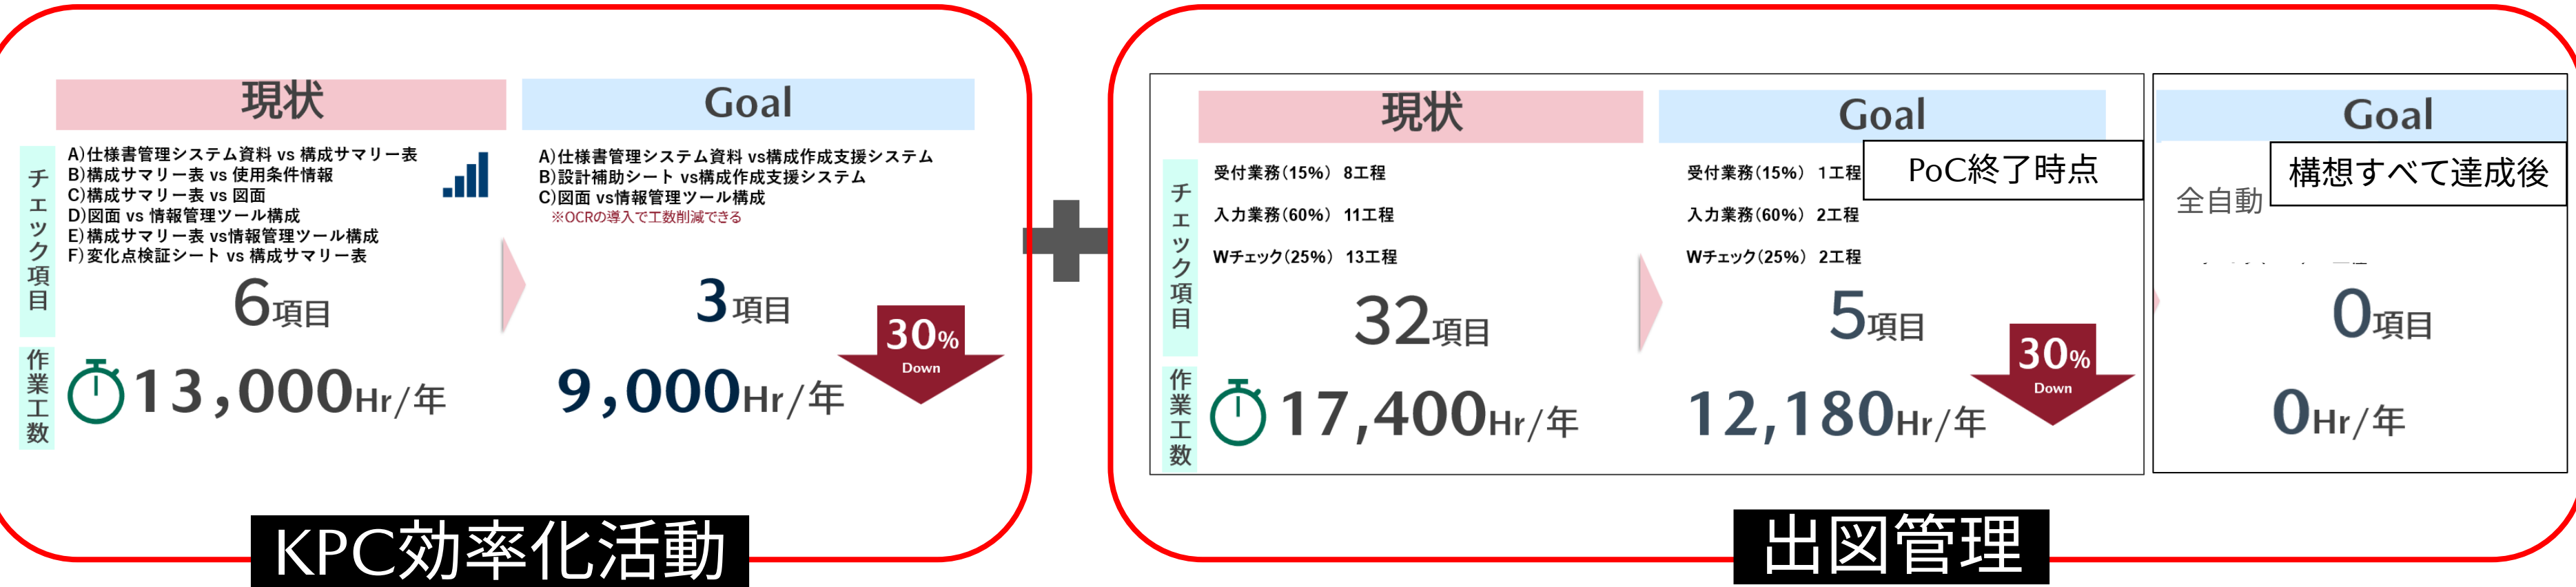 現状
Goal
チェック項目
A)仕様書管理システム資料 vs 構成サマリー表
B)構成サマリー表 vs 使用条件情報
C)構成サマリー表 vs 図面
D)図面 vs 情報管理ツール構成
E)構成サマリー表 vs情報管理ツール構成
F)変化点検証シート vs 構成サマリー表
6項目
A)仕様書管理システム資料 vs構成作成支援システム
B)設計補助シート vs構成作成支援システム
C)図面 vs情報管理ツール構成
※OCRの導入で工数削減できる
3項目
作業工数
13,000Hr/年
9,000Hr/年
30%
Down
KPC効率化活動
現状
Goal
PoC終了時点
チェック項目
受付業務(15%) 8工程
入力業務(60%) 11工程
Wチェック(25%) 13工程
32項目
受付業務(15%) 1工程
入力業務(60%) 2工程
Wチェック(25%) 2工程
5項目
作業工数
17,400Hr/年
12,180Hr/年
30%
Down
Goal
構想すべて達成後
全自動
0項目
0Hr/年
出図管理